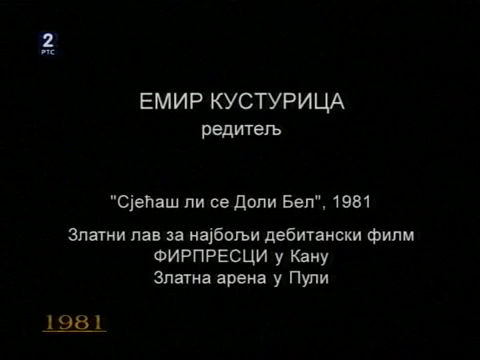 2
РТС
ЕМИР КУСТУРИЦА
редитељ
"Сјећаш ли се Доли Бел", 1981
Златни лав за најбољи дебитански филм
ФИРПРЕСЦИ у Кану
Златна арена у Пули
1981